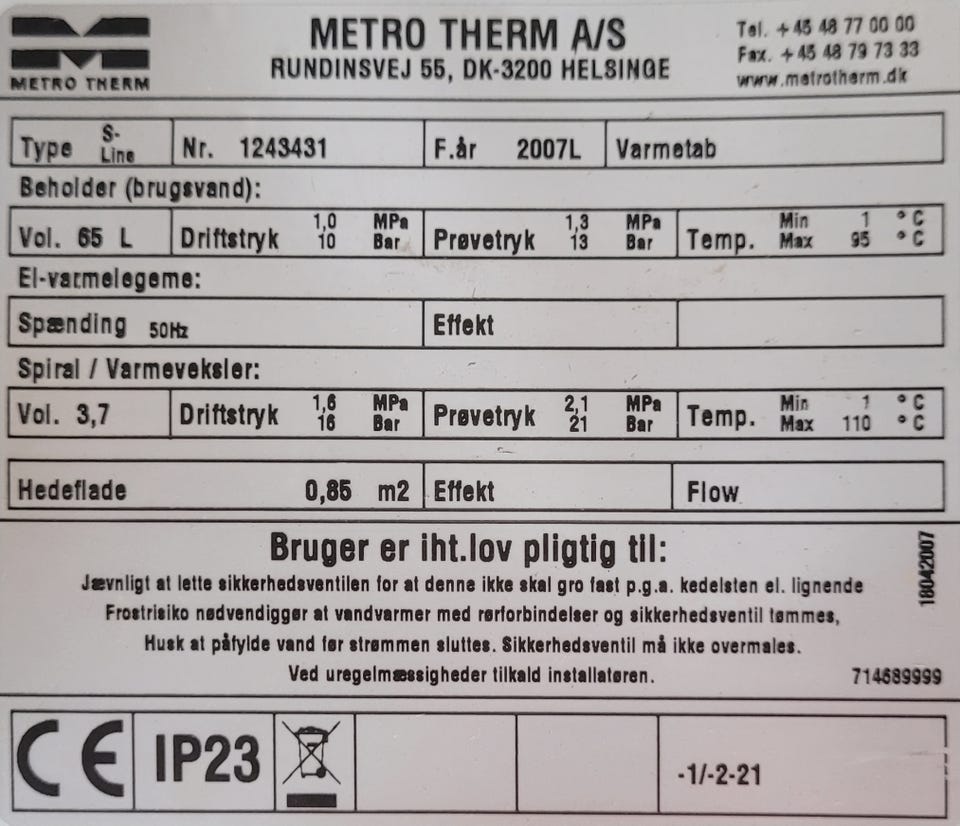 METRO THERM
METRO THERM A/S
RUNDINSVEJ 55, DK-3200 HELSINGE
Tel. +45 48 77 00 00
Fax. +45 48 79 73 33
www.metrotherm.dk
Type S-Line Nr. 1243431 F.år 2007L Varmetab
Beholder (brugsvand):
Vol. 65 L Driftstryk 1,0 MPa 10 Bar Prøvetryk 1,3 MPa 13 Bar Temp. Min 1 °C Max 95 °C
El-varmelegeme:
Spænding 50Hz Effekt
Spiral / Varmeveksler:
Vol. 3,7 Driftstryk 1,6 MPa 16 Bar Prøvetryk 2,1 MPa 21 Bar Temp. Min 1 °C Max 110 °C
Hedeflade 0,85 m2 Effekt Flow
Bruger er iht.lov pligtig til:
Jævnligt at lette sikkerhedsventilen for at denne ikke skal gro fast p.g.a. kedelsten el. lignende
Frostrisiko nødvendiggør at vandvarmer med rørforbindelser og sikkerhedsventil tømmes,
Husk at påfylde vand før strømmen sluttes. Sikkerhedsventil må ikke overmales.
Ved uregelmæssigheder tilkald installatøren.
714689999
18042007
CE IP23 -1/-2-21